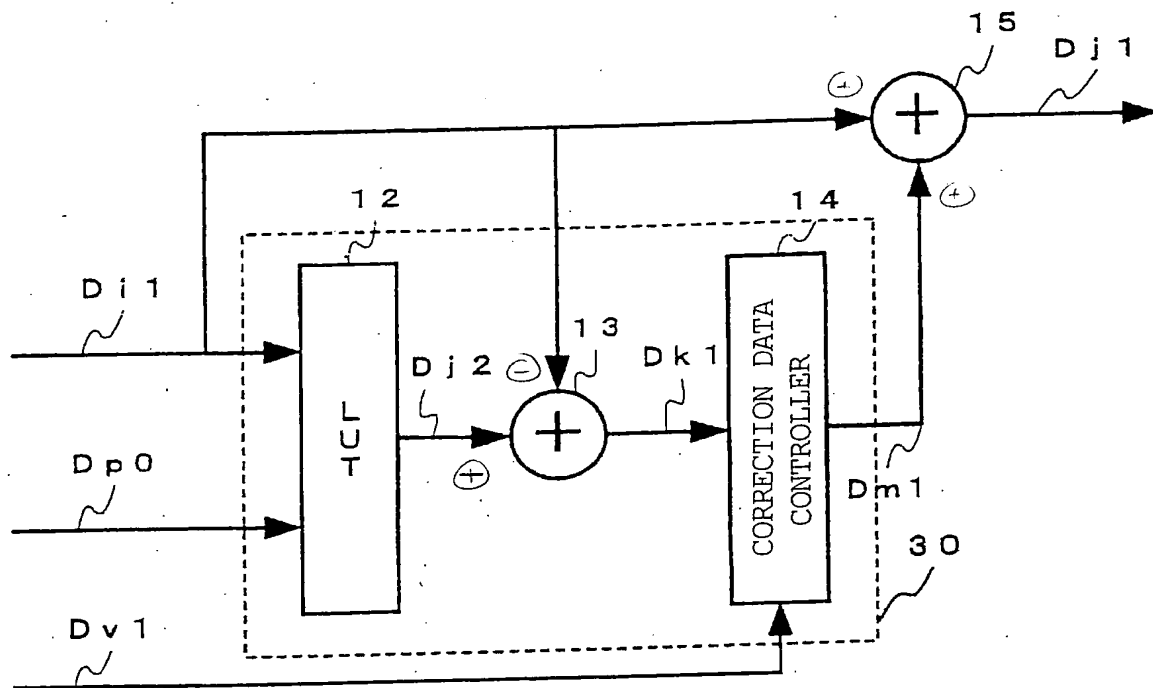 15
Dj1
+
+
12
14
+
Di1
13
Dj2
−
Dk1
LUT
+
+
CORRECTION DATA
CONTROLLER
Dp0
Dm1
30
Dv1